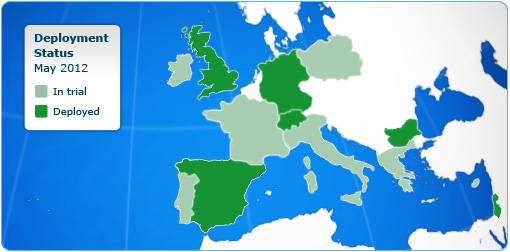 Deployment
Status
May 2012
In trial
Deployed